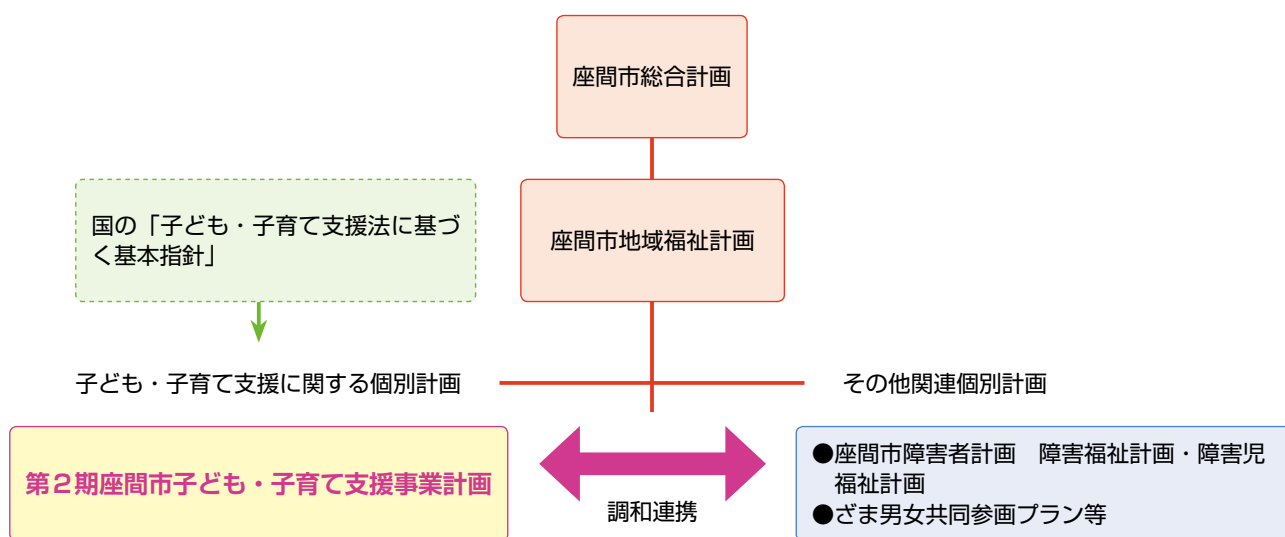 座間市総合計画
国の「子ども・子育て支援法に基づ
く基本指針」
座間市地域福祉計画
子ども・子育て支援に関する個別計画
その他関連個別計画
第2期座間市子ども・子育て支援事業計画
調和連携
●座間市障害者計画　障害福祉計画・障害児
福祉計画
●ざま男女共同参画プラン等